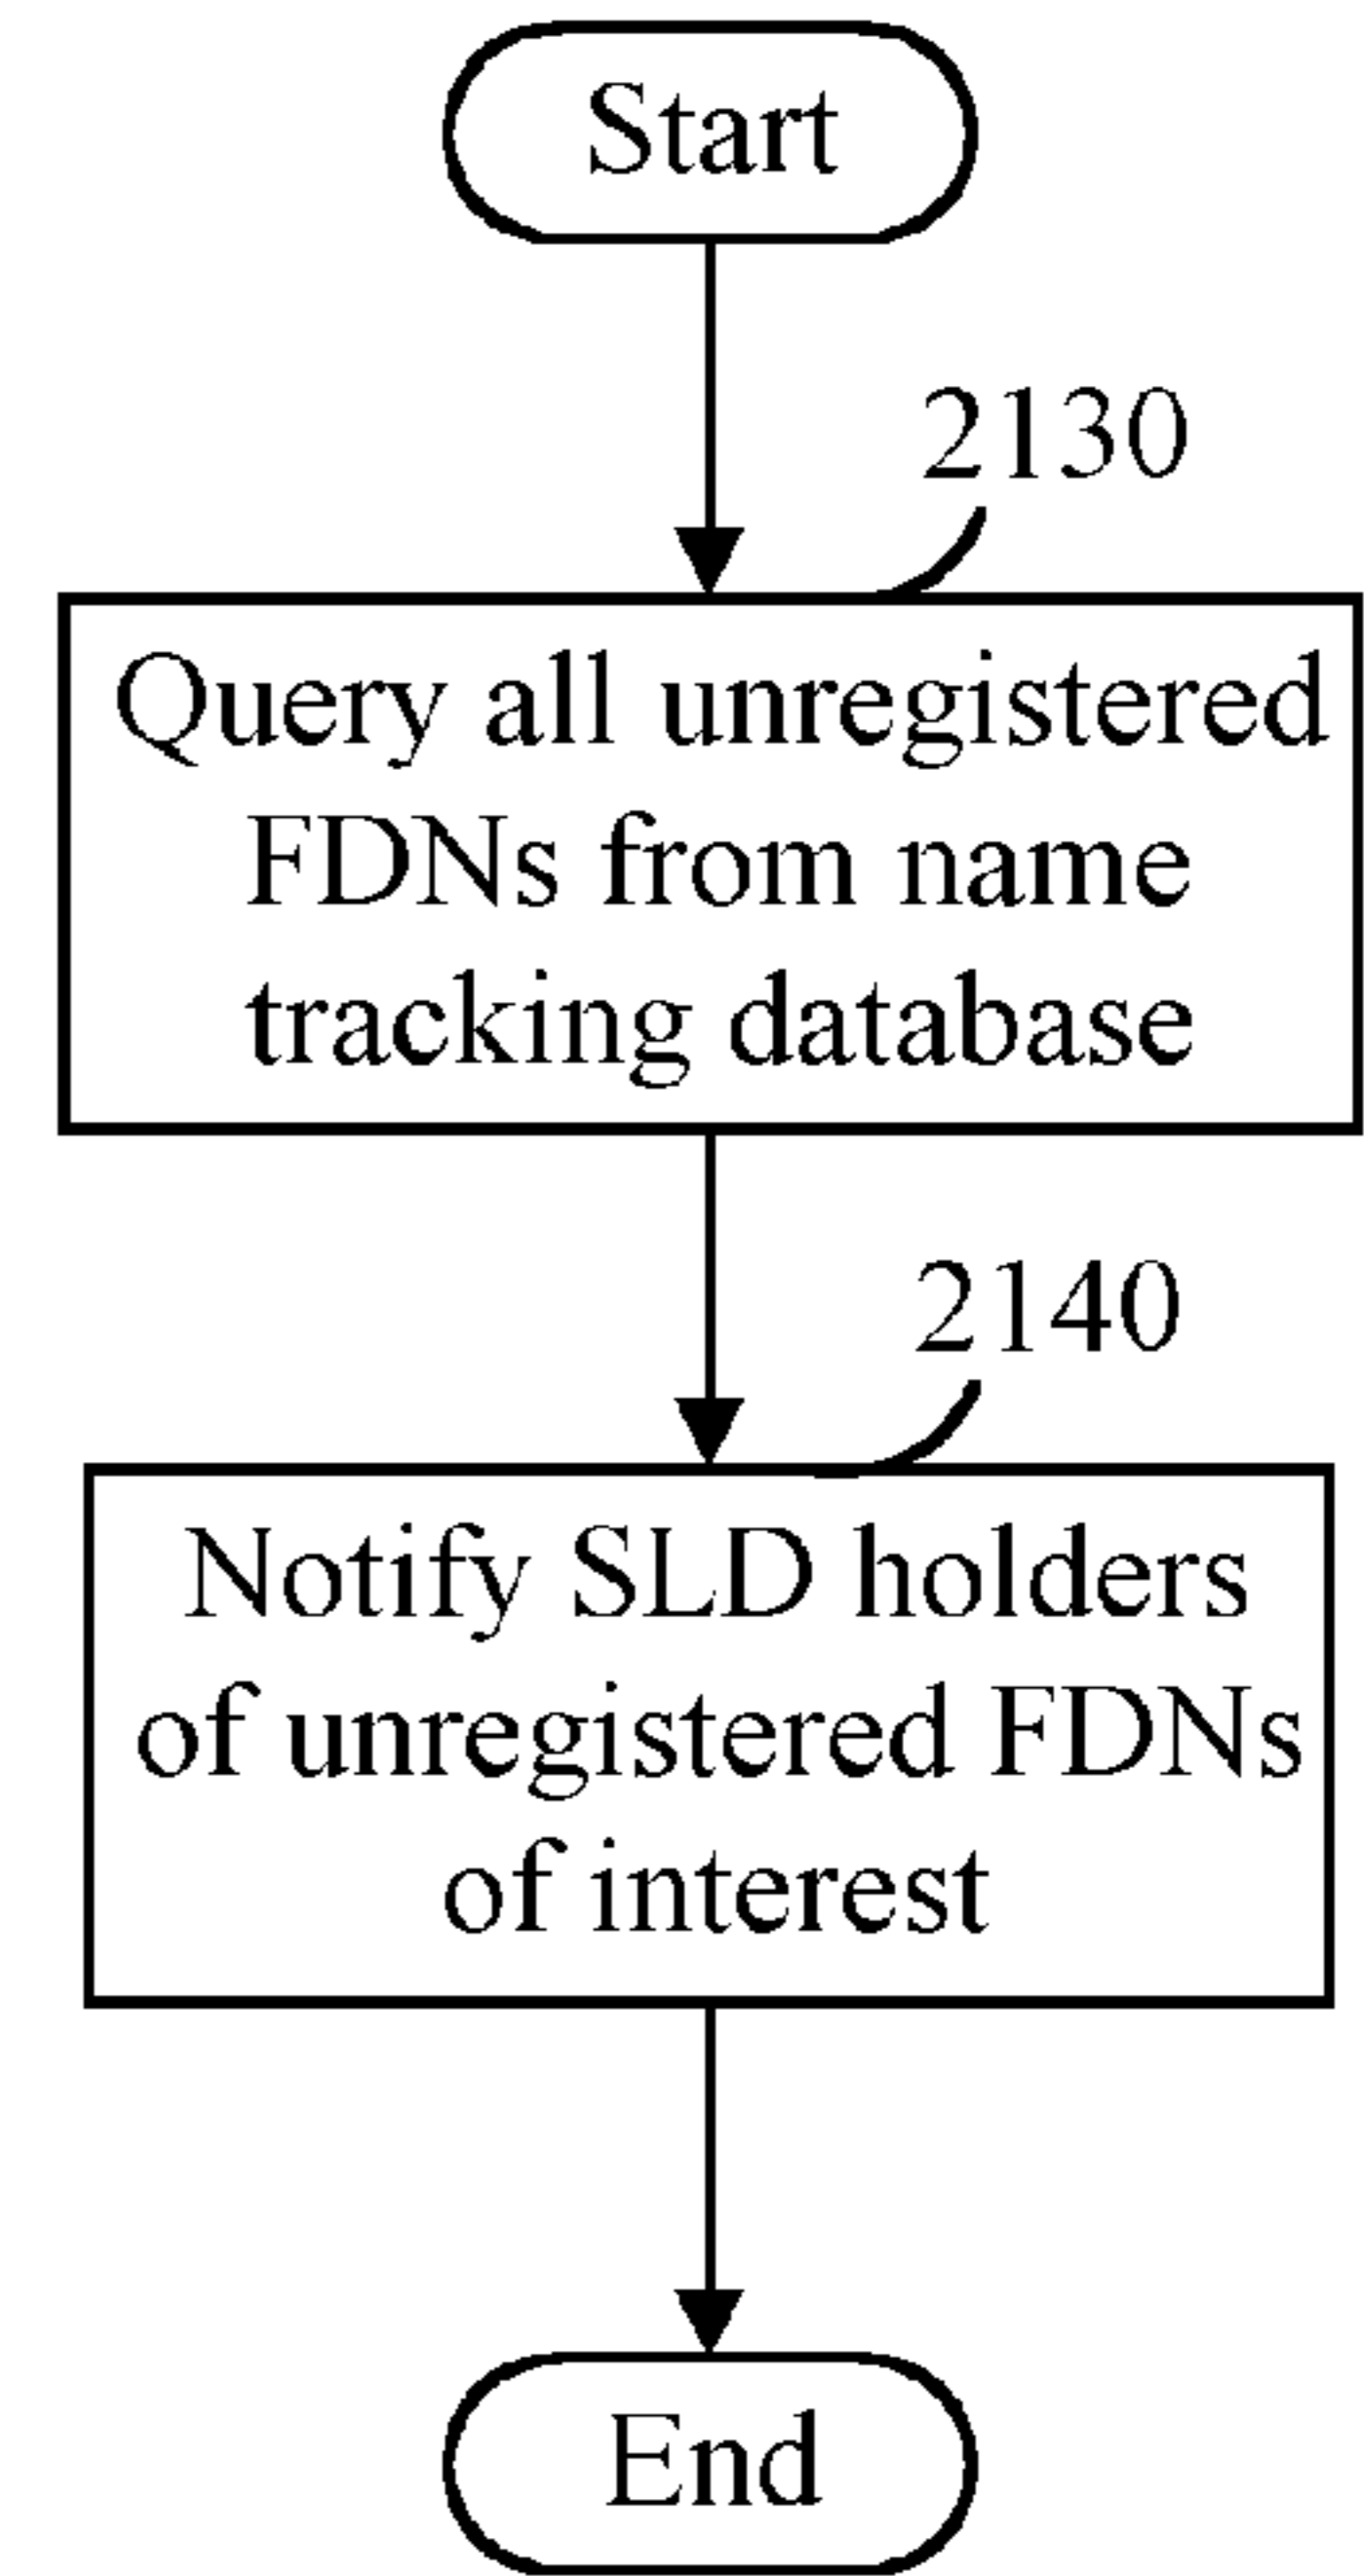 Start
2130
Query all unregistered
FDNs from name
tracking database
2140
Notify SLD holders
of unregistered FDNs
of interest
End